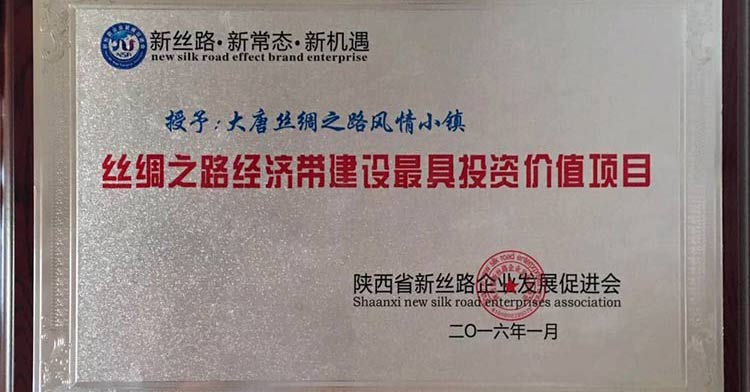 新丝路·新常态·新机遇
new silk road effect brand enterprise
授予：大唐丝绸之路风情小镇
丝绸之路经济带建设最具投资价值项目
陕西省新丝路企业发展促进会
Shaanxi new silk road enterprises association
二〇一六年一月